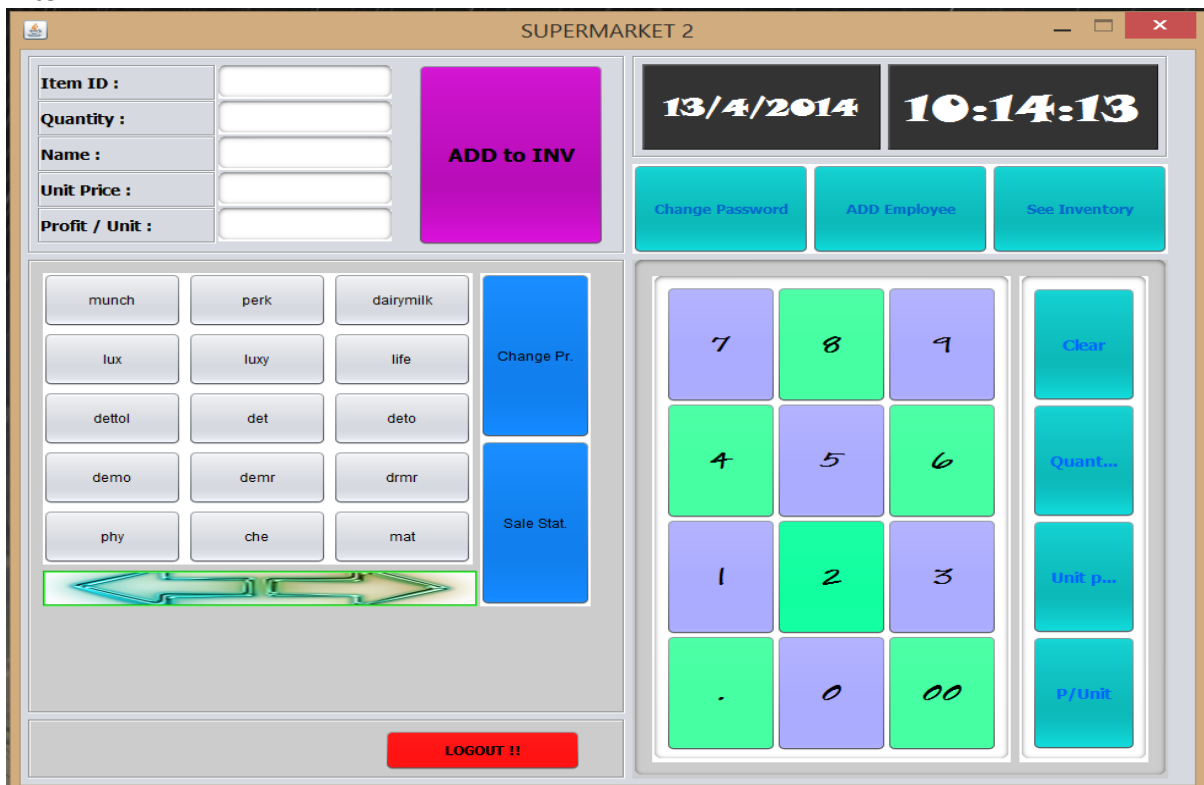 SUPERMARKET 2
Item ID :
Quantity :
Name :
Unit Price :
Profit / Unit :
ADD to INV
13/4/2014 10:14:13
Change Password ADD Employee See Inventory
munch perk dairymilk
lux luxy life
dettol det deto
demo demr drmr
phy che mat
Change Pr.
Sale Stat.
7 8 9 Clear
4 5 6 Quant...
1 2 3 Unit p...
. 0 00 P/Unit
LOGOUT !!